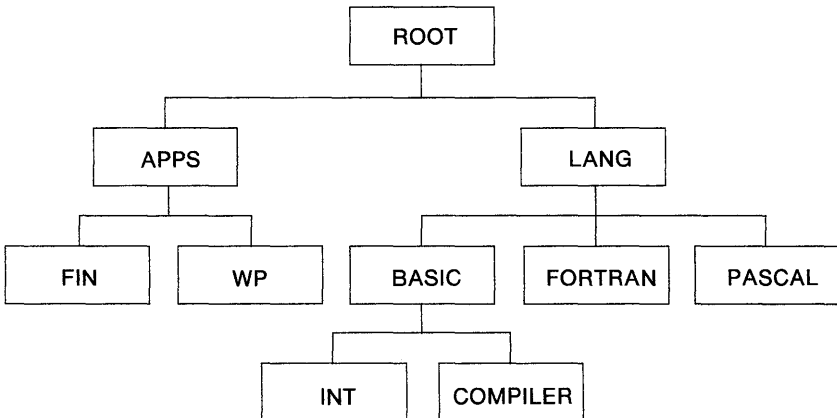 ROOT
APPS
LANG
FIN
WP
BASIC
FORTRAN
PASCAL
INT
COMPILER